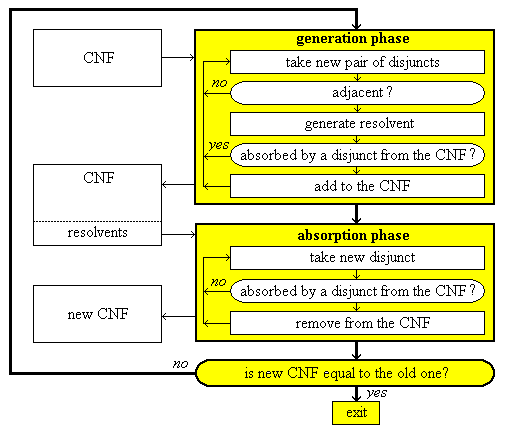 generation phase
CNF
take new pair of disjuncts
no
adjacent ?
generate resolvent
yes
absorbed by a disjunct from the CNF ?
CNF
add to the CNF
resolvents
absorption phase
take new disjunct
no
absorbed by a disjunct from the CNF ?
new CNF
remove from the CNF
no
is new CNF equal to the old one?
yes
exit